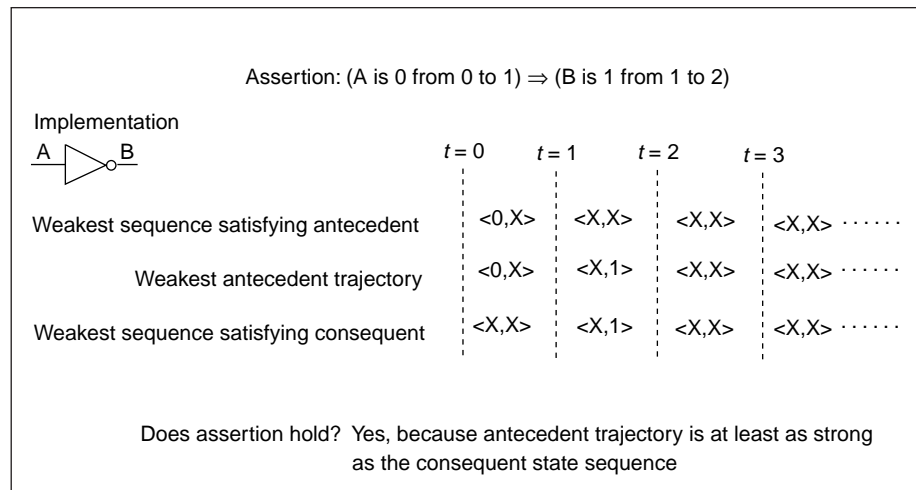 Assertion: (A is 0 from 0 to 1) ⇒ (B is 1 from 1 to 2)
Implementation
A B
t = 0 t = 1 t = 2 t = 3
Weakest sequence satisfying antecedent <0,X> <X,X> <X,X> <X,X> . . . . . .
Weakest antecedent trajectory <0,X> <X,1> <X,X> <X,X> . . . . . .
Weakest sequence satisfying consequent <X,X> <X,1> <X,X> <X,X> . . . . . .
Does assertion hold? Yes, because antecedent trajectory is at least as strong
as the consequent state sequence